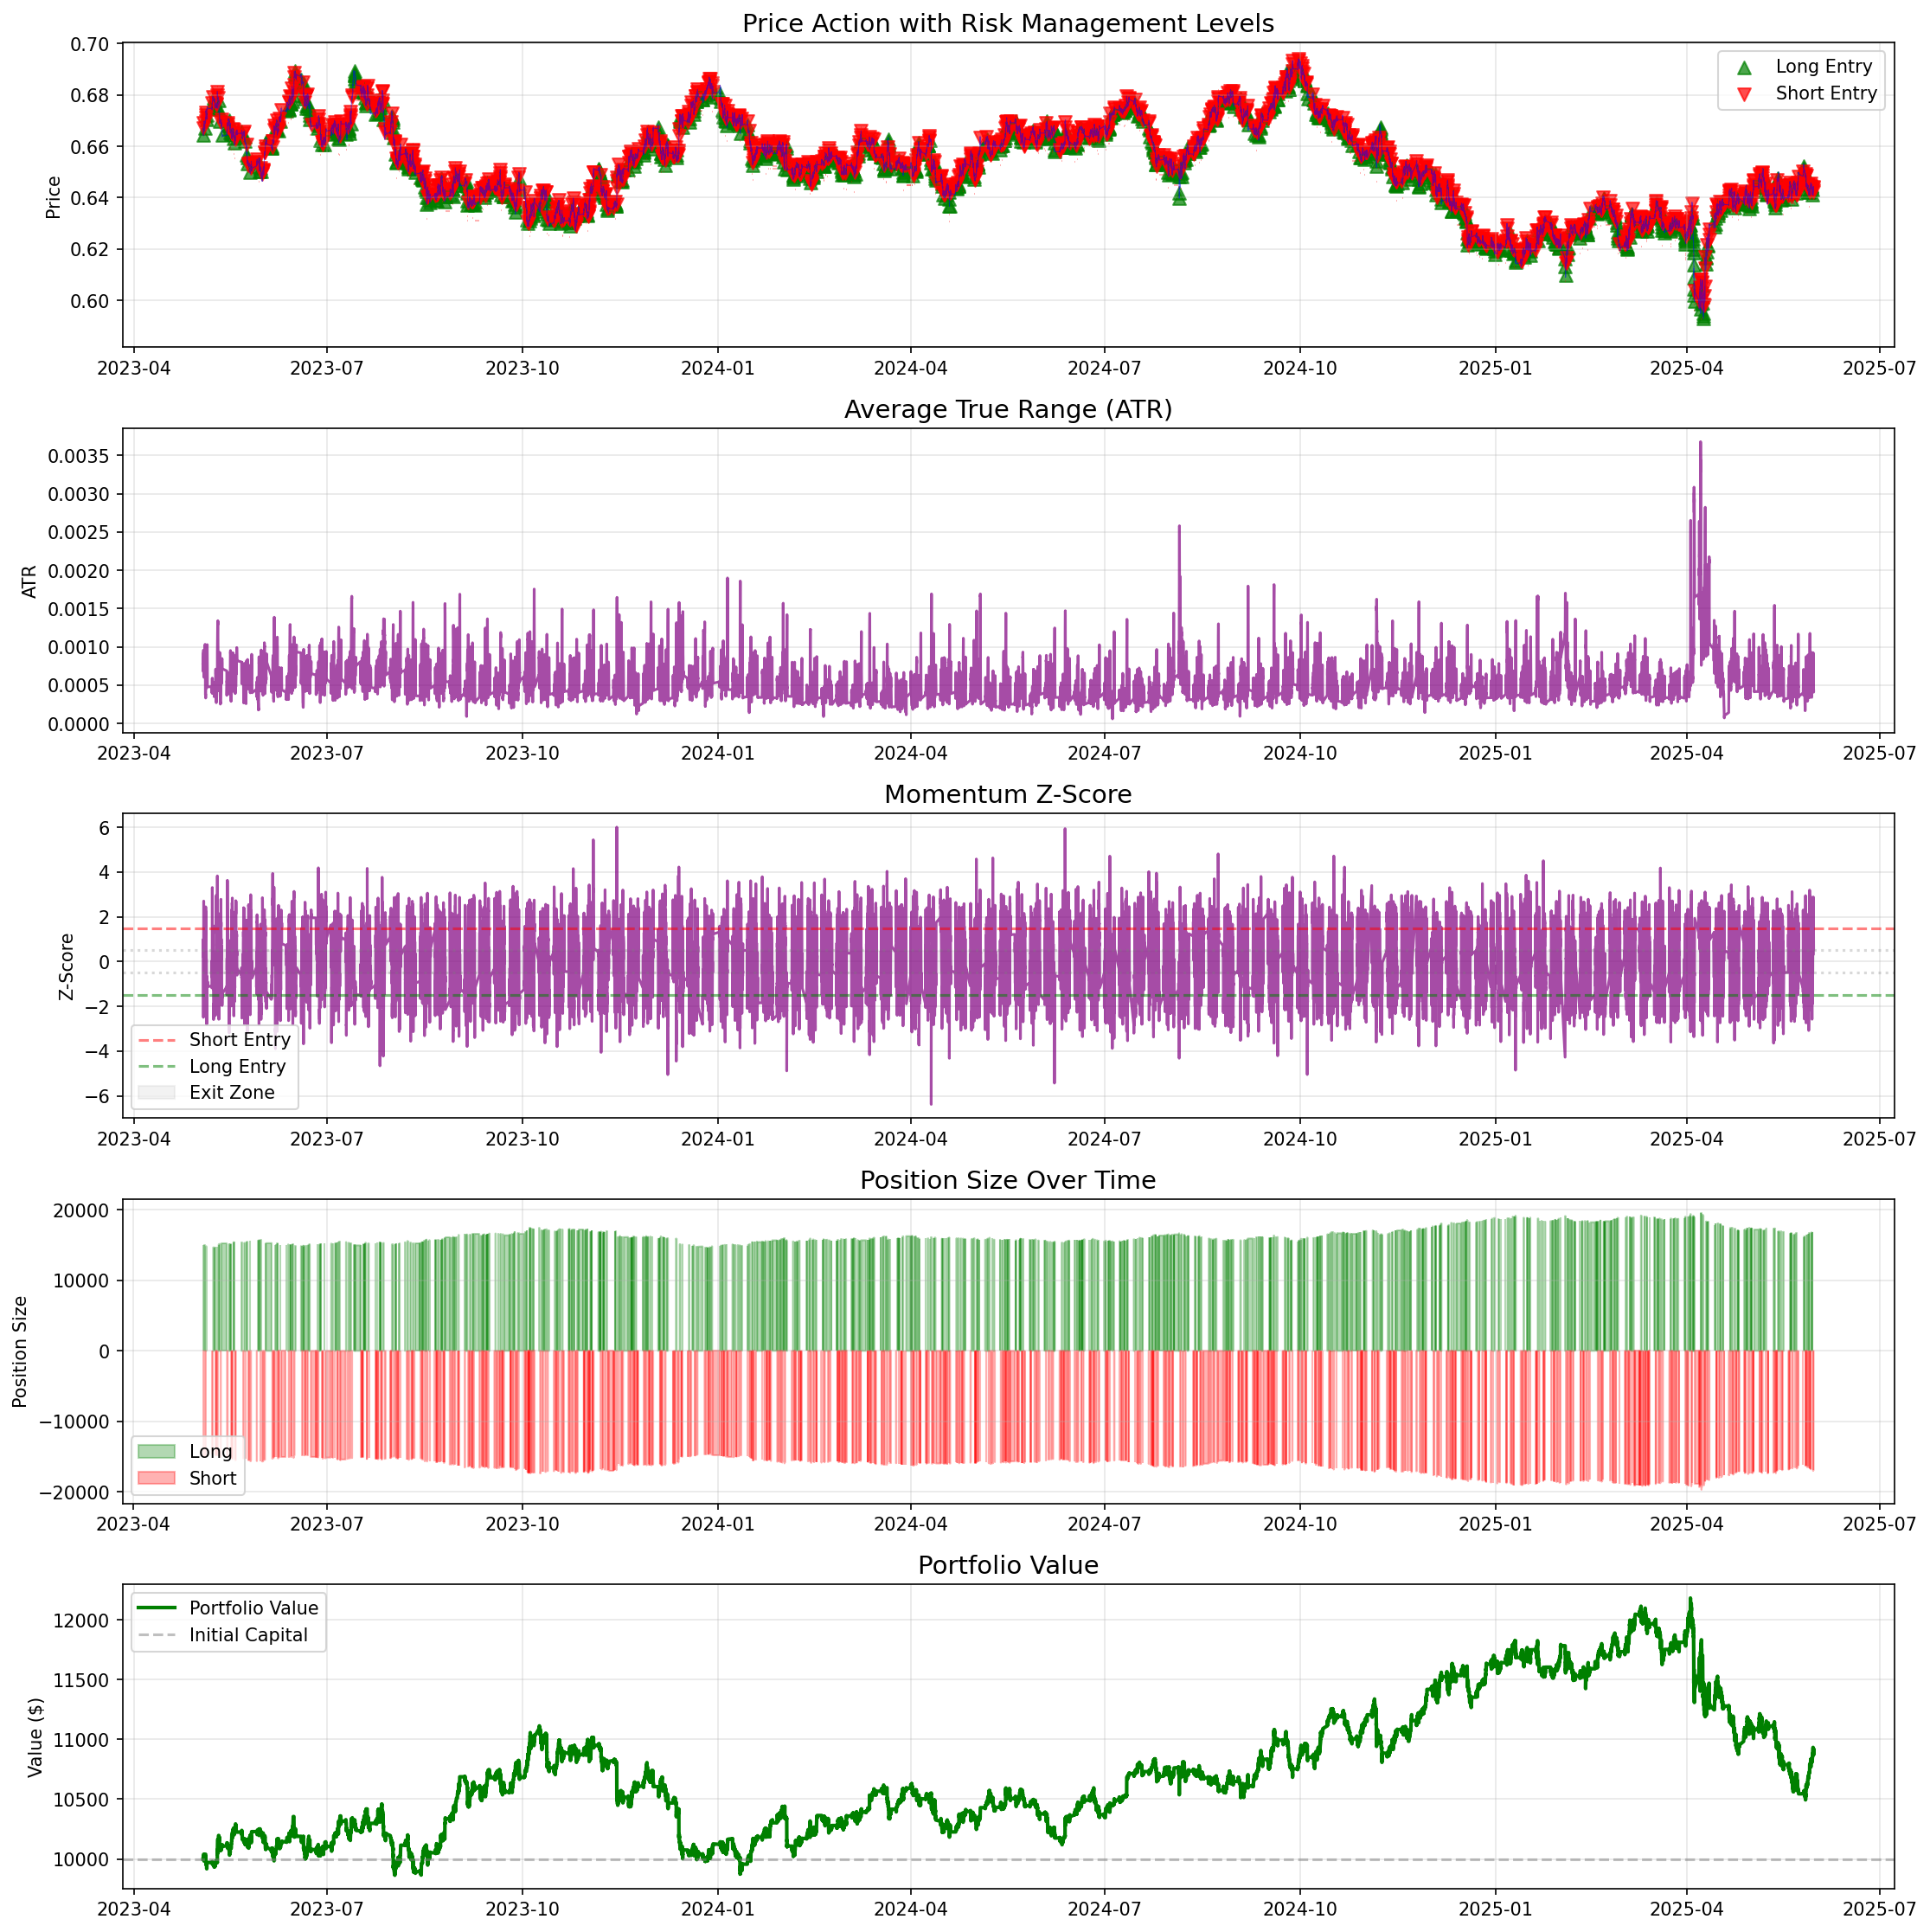 Price Action with Risk Management Levels
Price
0.70
0.68
0.66
0.64
0.62
0.60
Long Entry
Short Entry
2023-04 2023-07 2023-10 2024-01 2024-04 2024-07 2024-10 2025-01 2025-04 2025-07
Average True Range (ATR)
ATR
0.0035
0.0030
0.0025
0.0020
0.0015
0.0010
0.0005
0.0000
2023-04 2023-07 2023-10 2024-01 2024-04 2024-07 2024-10 2025-01 2025-04 2025-07
Momentum Z-Score
Z-Score
6
4
2
0
−2
−4
−6
Short Entry
Long Entry
Exit Zone
2023-04 2023-07 2023-10 2024-01 2024-04 2024-07 2024-10 2025-01 2025-04 2025-07
Position Size Over Time
Position Size
20000
10000
0
−10000
−20000
Long
Short
2023-04 2023-07 2023-10 2024-01 2024-04 2024-07 2024-10 2025-01 2025-04 2025-07
Portfolio Value
Value ($)
12000
11500
11000
10500
10000
Portfolio Value
Initial Capital
2023-04 2023-07 2023-10 2024-01 2024-04 2024-07 2024-10 2025-01 2025-04 2025-07